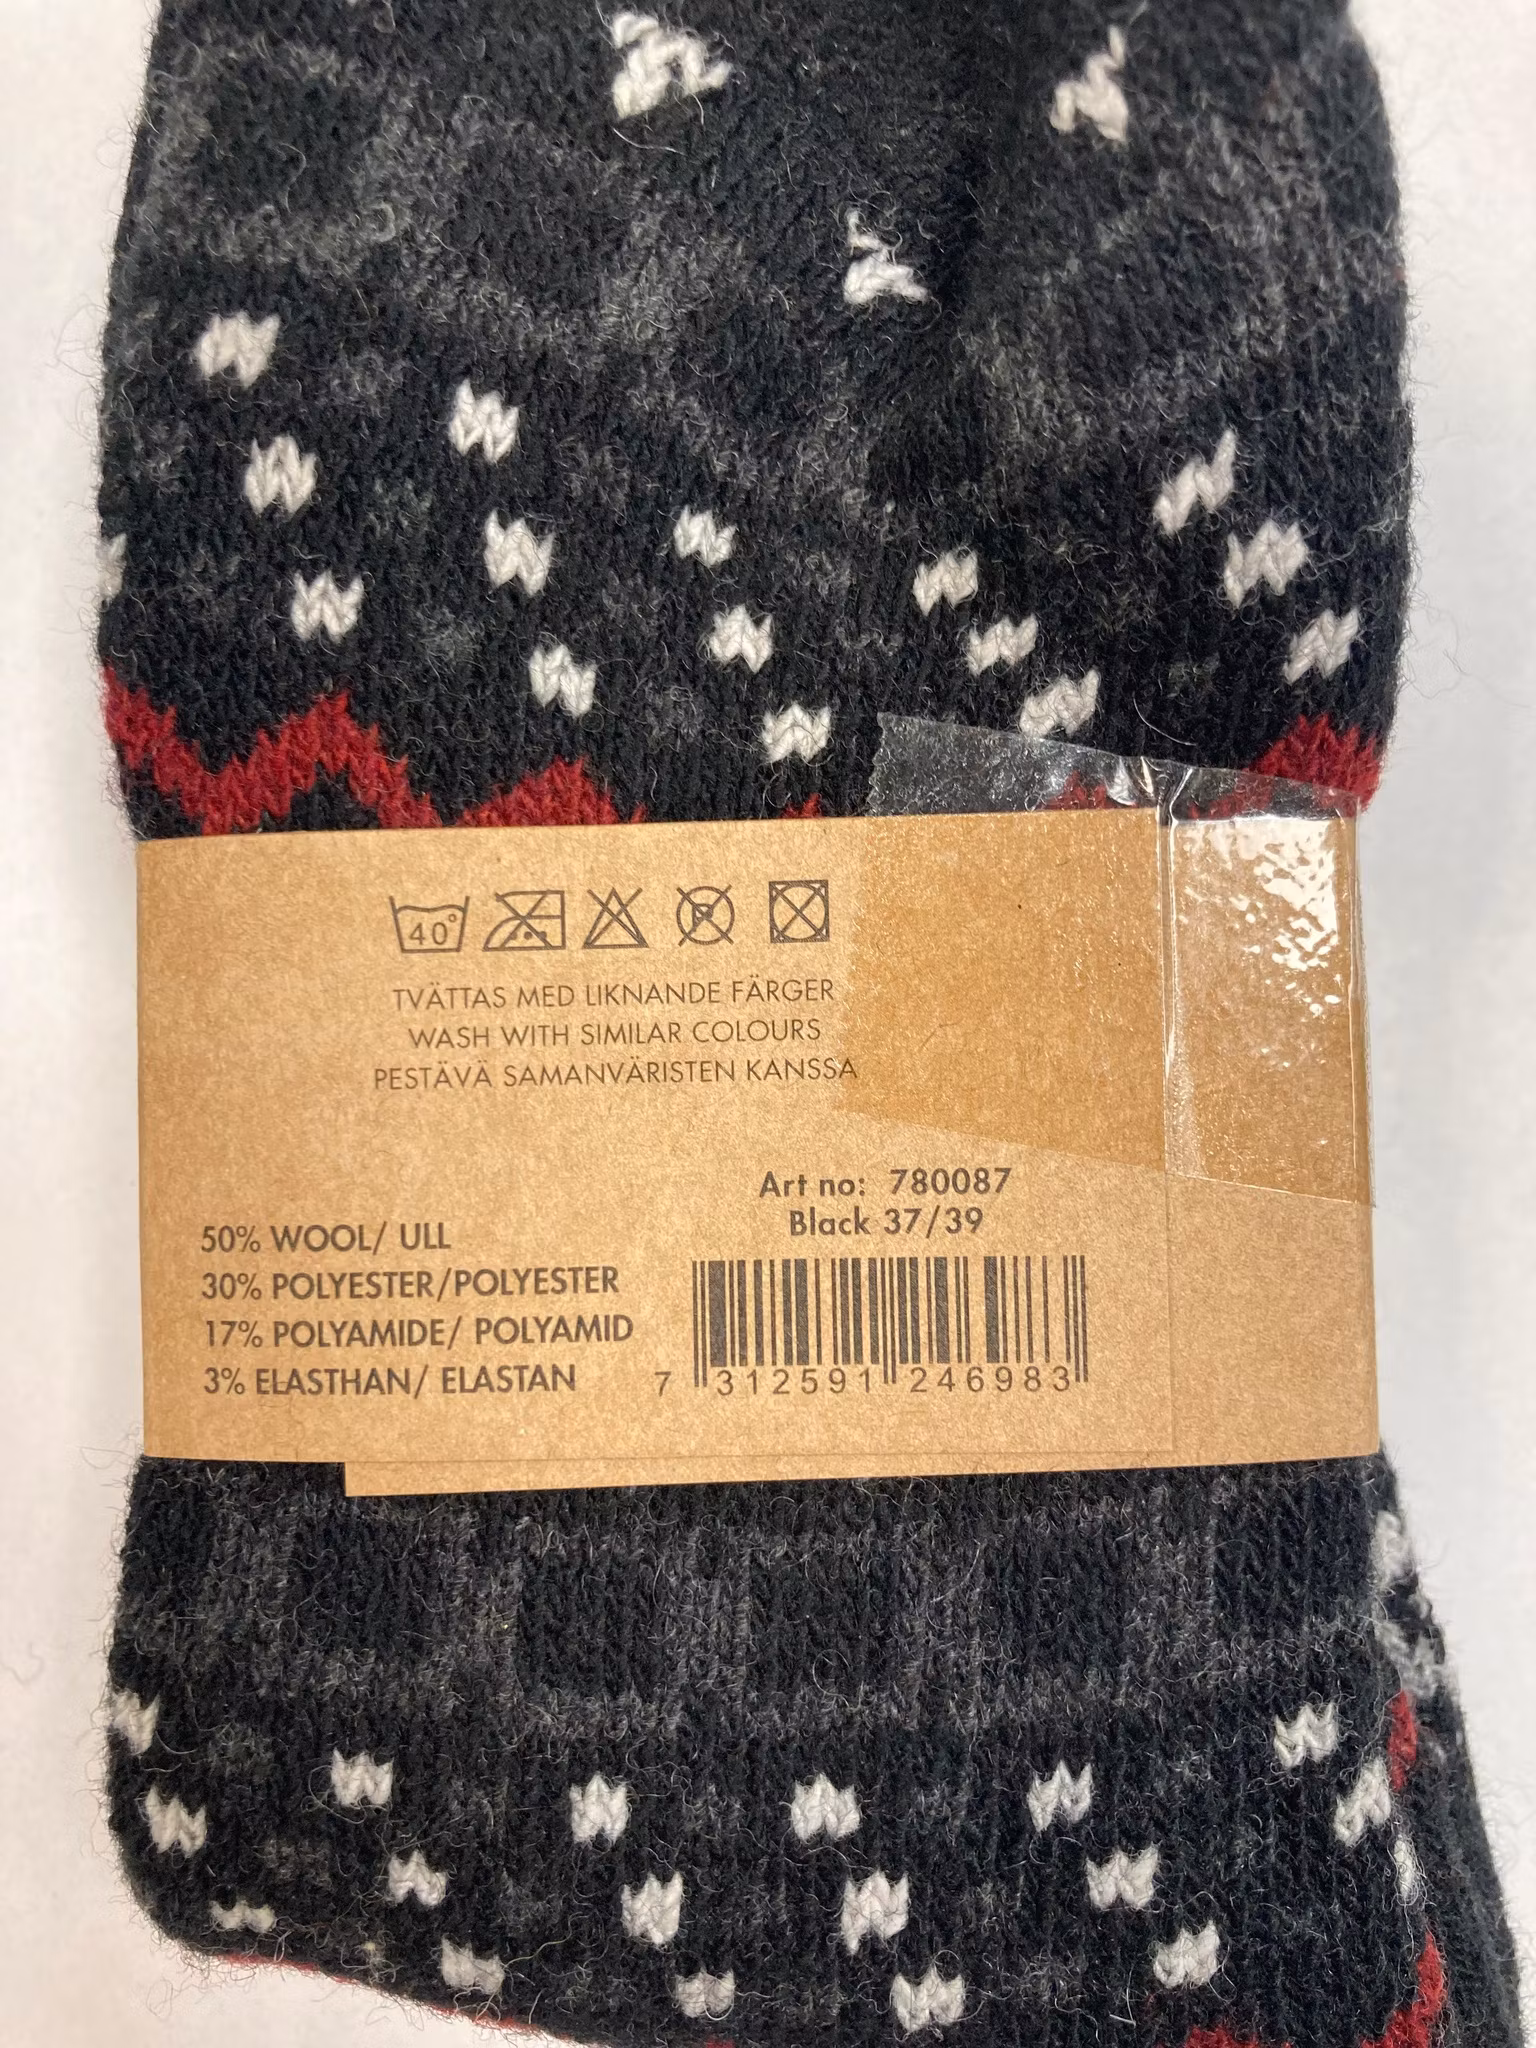 40°
P
TVÄTTAS MED LIKNANDE FÄRGER
WASH WITH SIMILAR COLOURS
PESTÄVÄ SAMANVÄRISTEN KANSSA
Art no: 780087
Black 37/39
50% WOOL/ ULL
30% POLYESTER/POLYESTER
17% POLYAMIDE/ POLYAMID
3% ELASTHAN/ ELASTAN
7 312591 246983